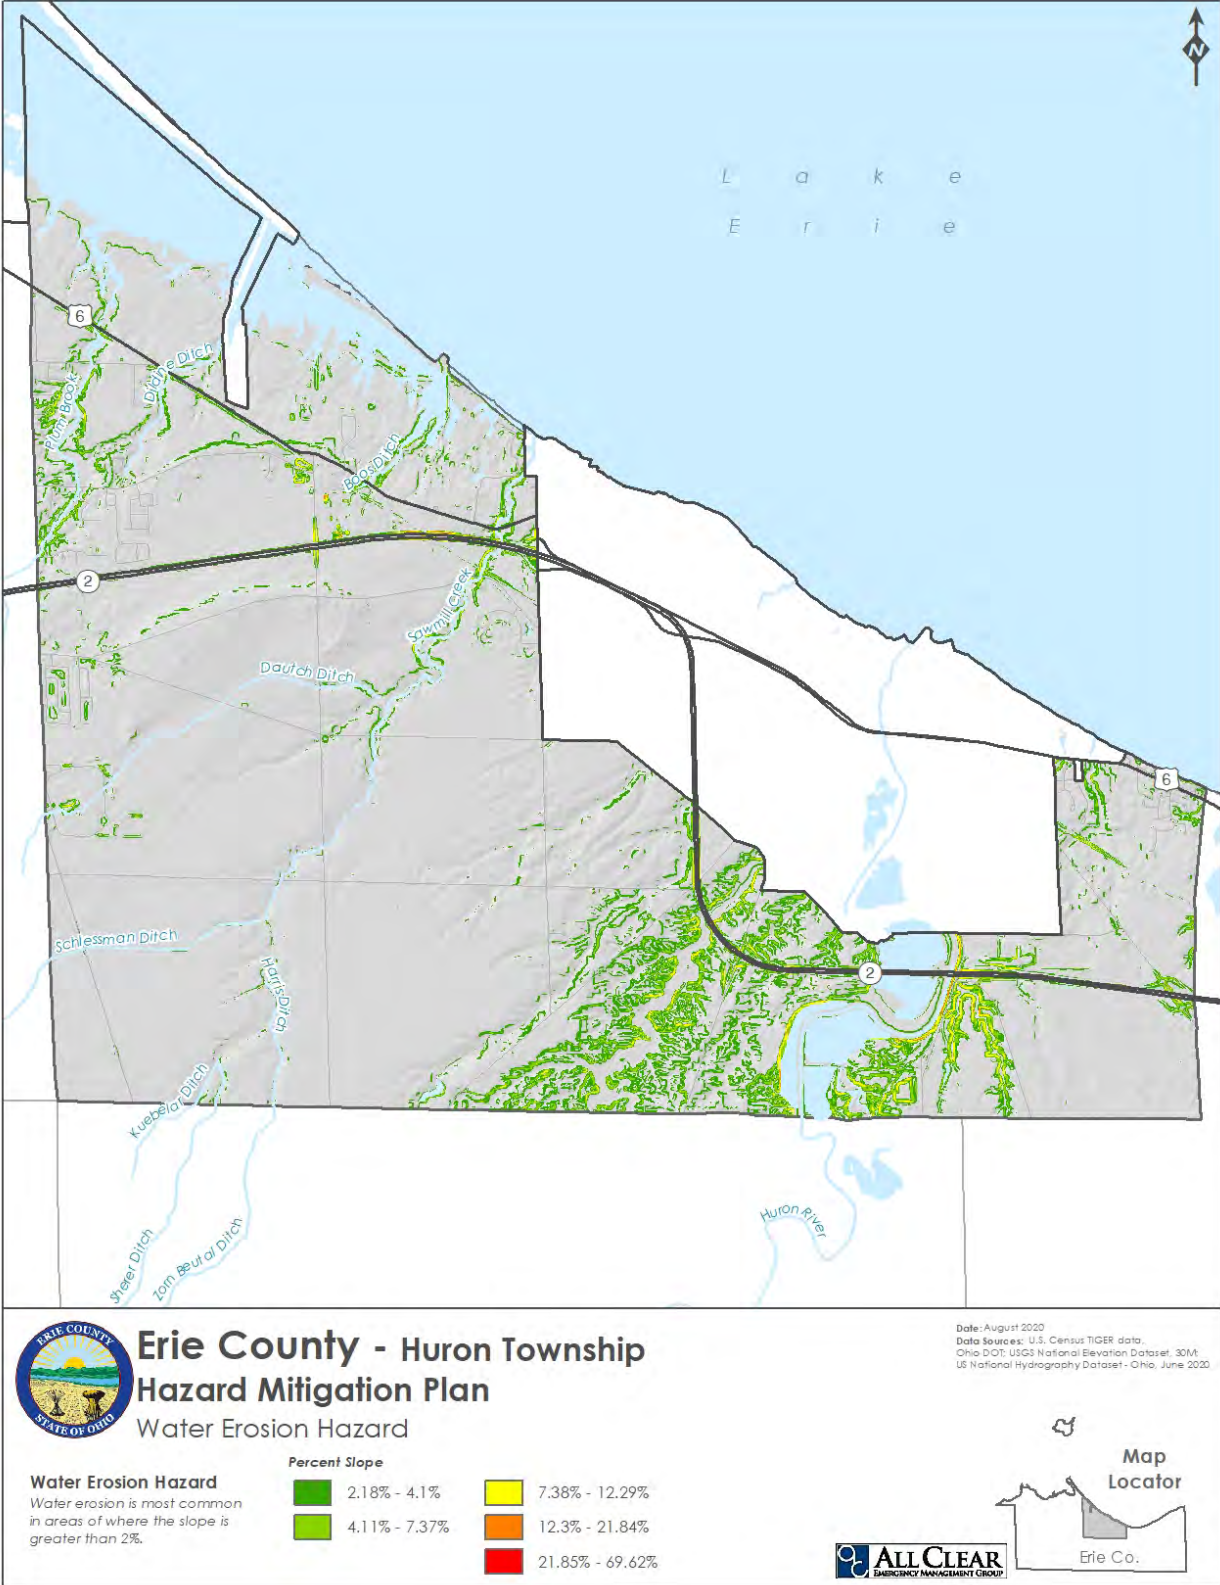 N
L a k e
E r i e
6
Dildine Ditch
Plum Brook
Boos Ditch
2
Sawmill Creek
Dautch Ditch
6
Schlessman Ditch
Harris Ditch
2
Kuebelar Ditch
Huron River
Sherer Ditch
Zorn Beutal Ditch
ERIE COUNTY
STATE OF OHIO
Erie County - Huron Township
Hazard Mitigation Plan
Water Erosion Hazard
Date: August 2020
Data Sources: U.S. Census TIGER data,
Ohio DOT; USGS National Elevation Dataset, 30M;
US National Hydrography Dataset - Ohio, June 2020
Water Erosion Hazard
Water erosion is most common
in areas of where the slope is
greater than 2%.
Percent Slope
2.18% - 4.1%
4.11% - 7.37%
7.38% - 12.29%
12.3% - 21.84%
21.85% - 69.62%
Map
Locator
Erie Co.
ALL CLEAR
EMERGENCY MANAGEMENT GROUP